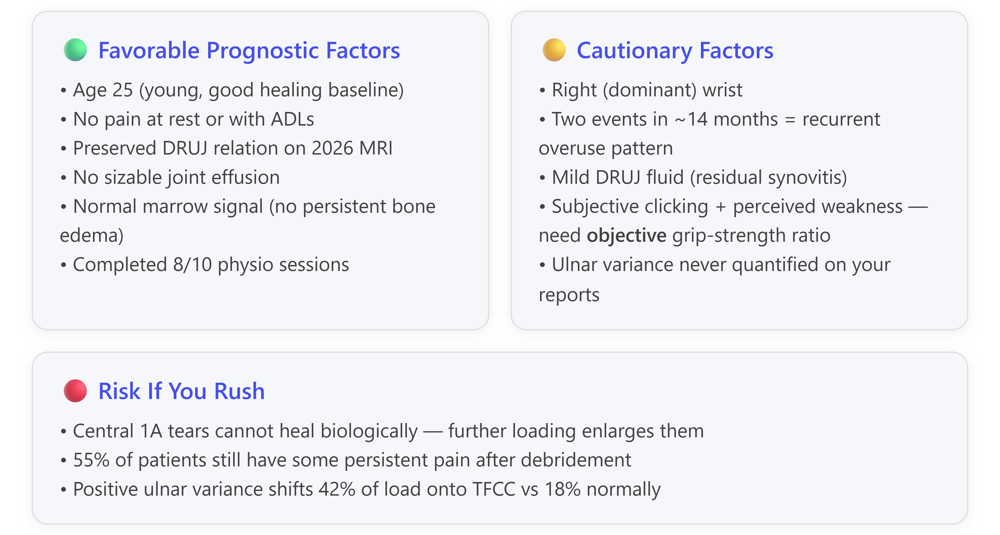 Favorable Prognostic Factors
• Age 25 (young, good healing baseline)
• No pain at rest or with ADLs
• Preserved DRUJ relation on 2026 MRI
• No sizable joint effusion
• Normal marrow signal (no persistent bone
edema)
• Completed 8/10 physio sessions
Cautionary Factors
• Right (dominant) wrist
• Two events in ~14 months = recurrent
overuse pattern
• Mild DRUJ fluid (residual synovitis)
• Subjective clicking + perceived weakness —
need objective grip-strength ratio
• Ulnar variance never quantified on your
reports
Risk If You Rush
• Central 1A tears cannot heal biologically — further loading enlarges them
• 55% of patients still have some persistent pain after debridement
• Positive ulnar variance shifts 42% of load onto TFCC vs 18% normally